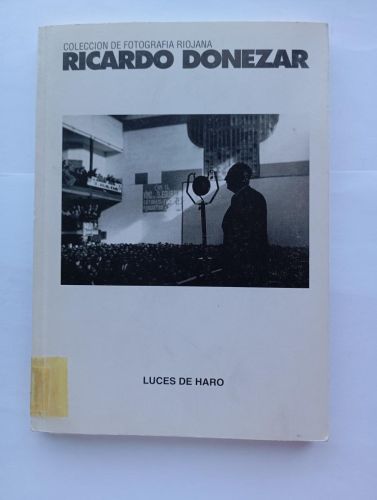 COLECCION DE FOTOGRAFIA RIOJANA
RICARDO DONEZAR
LUCES DE HARO